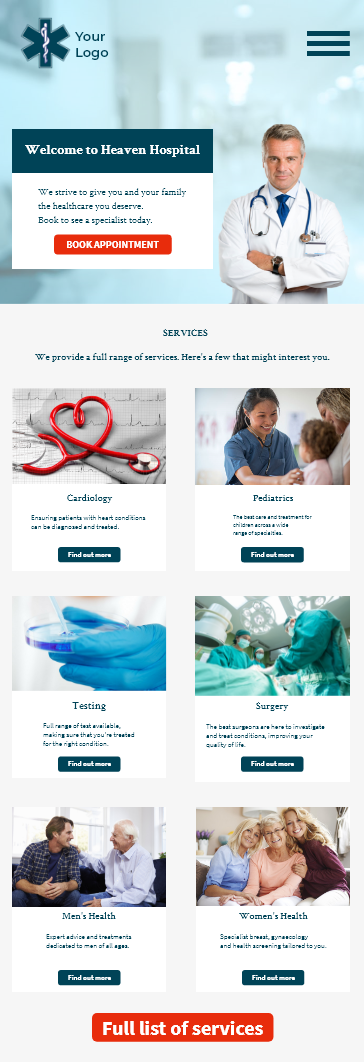 Your
Logo
Welcome to Heaven Hospital
We strive to give you and your family
the healthcare you deserve.
Book to see a specialist today.
BOOK APPOINTMENT
SERVICES
We provide a full range of services. Here's a few that might interest you.
Cardiology
Ensuring patients with heart conditions
can be diagnosed and treated.
Find out more
Pediatrics
The best care and treatment for
children across a wide
range of specialties.
Find out more
Testing
Full range of test available,
making sure that you're treated
for the right condition.
Find out more
Surgery
The best surgeons are here to investigate
and treat conditions, improving your
quality of life.
Find out more
Men's Health
Expert advice and treatments
dedicated to men of all ages.
Find out more
Women's Health
Specialist breast, gynaecology
and health screening tailored to you.
Find out more
Full list of services